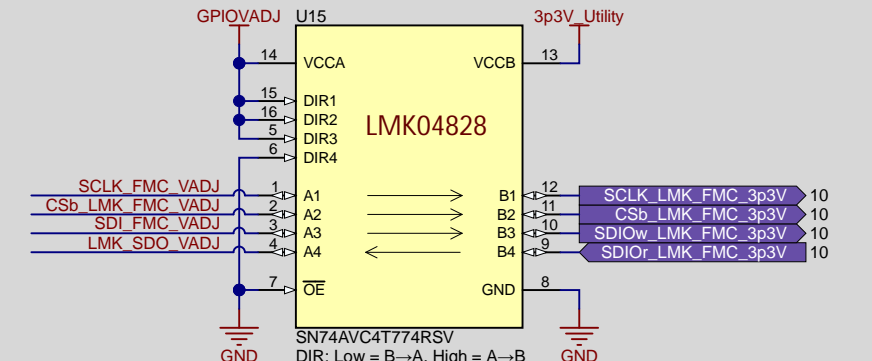 GPIOVADJ U15 3p3V_Utility
14 VCCA VCCB 13
15 DIR1
16 DIR2
5 DIR3
6 DIR4
LMK04828
SCLK_FMC_VADJ 1 A1 B1 12 SCLK_LMK_FMC_3p3V 10
CSb_LMK_FMC_VADJ 2 A2 B2 11 CSb_LMK_FMC_3p3V 10
SDI_FMC_VADJ 3 A3 B3 10 SDIOw_LMK_FMC_3p3V 10
LMK_SDO_VADJ 4 A4 B4 9 SDIOr_LMK_FMC_3p3V 10
7 OE GND 8
SN74AVC4T774RSV
GND DIR: Low = B→A, High = A→B GND